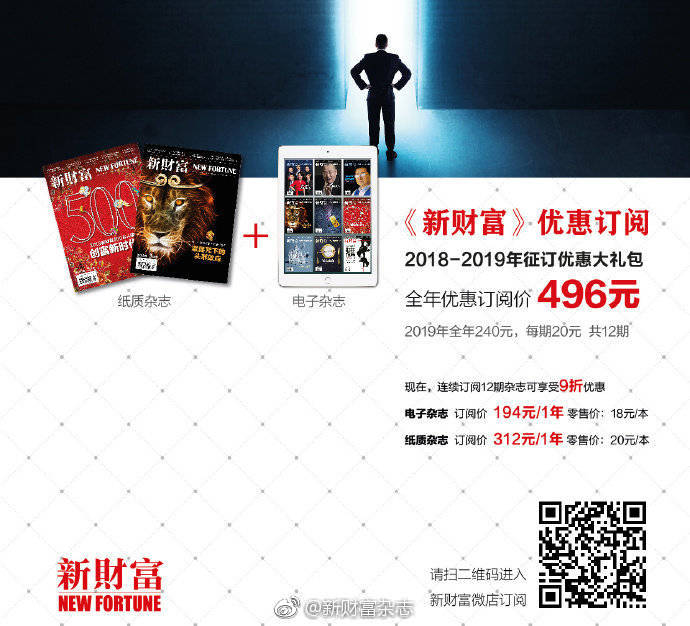 新财富
NEW FORTUNE
500
创富新时代
新财富
NEW FORTUNE
+
纸质杂志
电子杂志
《新财富》优惠订阅
2018-2019年征订优惠大礼包
全年优惠订阅价 496元
2019年全年240元，每期20元 共12期
现在，连续订阅12期杂志可享受9折优惠
电子杂志 订阅价 194元/1年 零售价：18元/本
纸质杂志 订阅价 312元/1年 零售价：20元/本
请扫二维码进入
新财富微店订阅
新财富
NEW FORTUNE
@新财富杂志